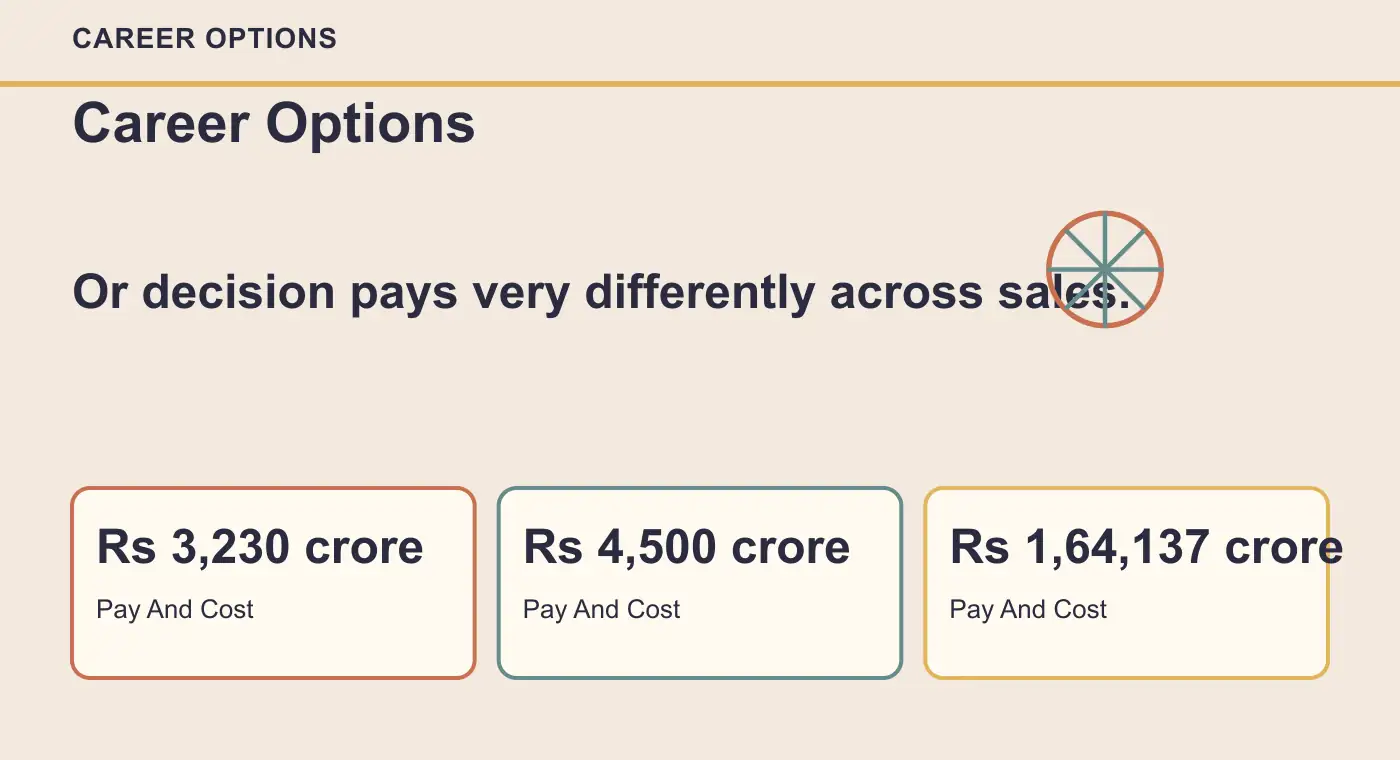 CAREER OPTIONS
Career Options
Or decision pays very differently across sales.
Rs 3,230 crore
Pay And Cost
Rs 4,500 crore
Pay And Cost
Rs 1,64,137 crore
Pay And Cost